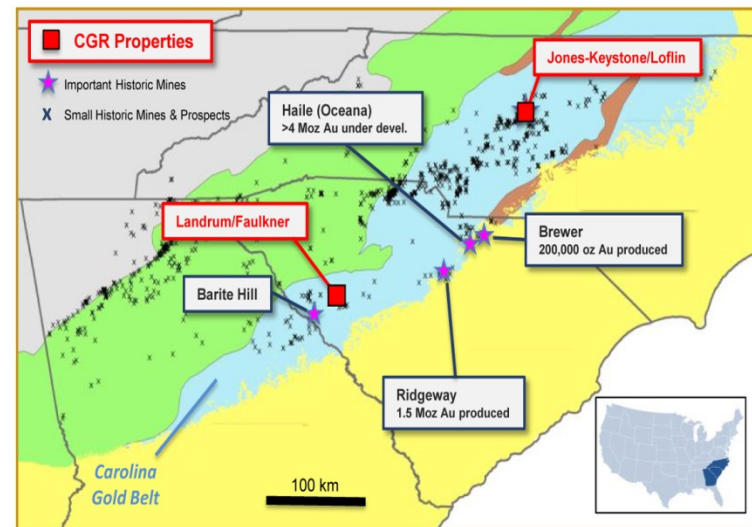 CGR Properties
Important Historic Mines
X Small Historic Mines & Prospects
Jones-Keystone/Loflin
Haile (Oceana)
>4 Moz Au under devel.
Landrum/Faulkner
Brewer
200,000 oz Au produced
Barite Hill
Ridgeway
1.5 Moz Au produced
Carolina
Gold Belt
100 km